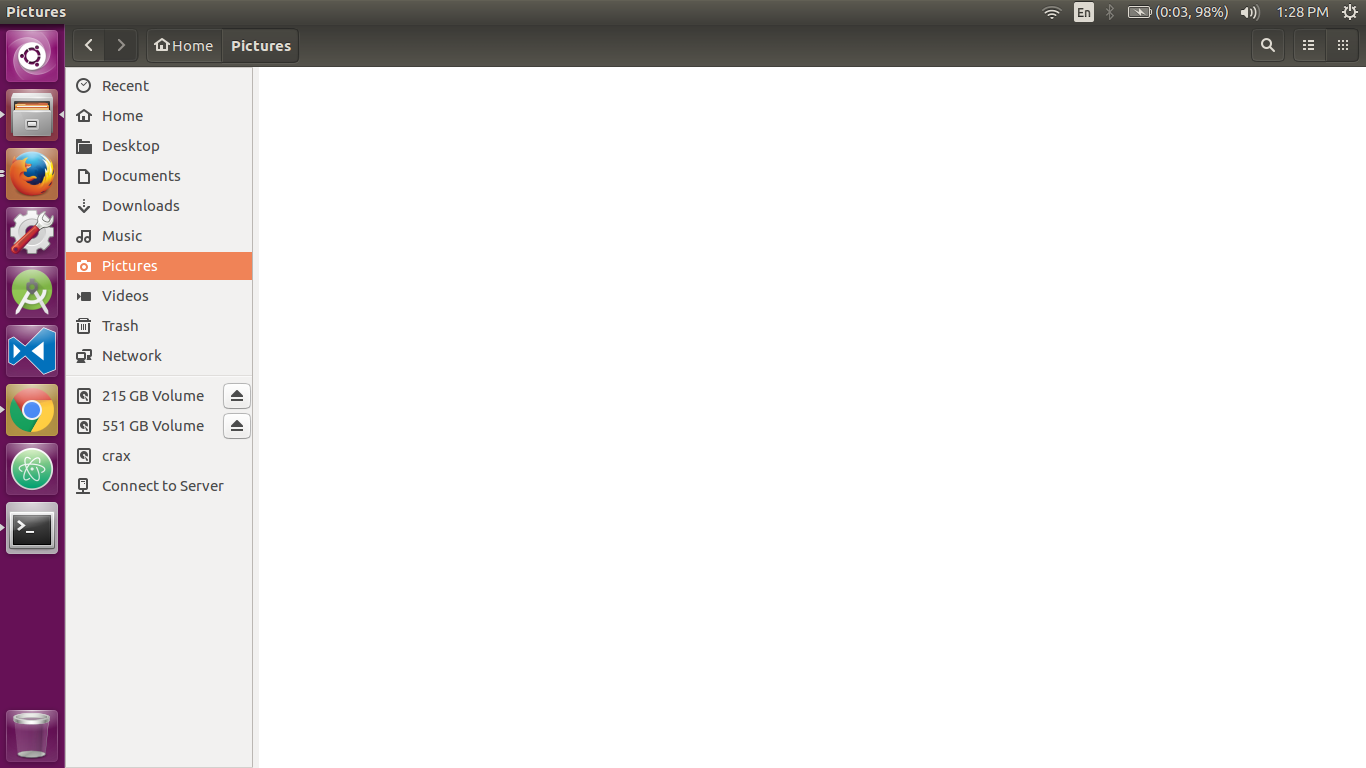 Pictures
En
(0:03, 98%)
1:28 PM
Home
Pictures
Recent
Home
Desktop
Documents
Downloads
Music
Pictures
Videos
Trash
Network
215 GB Volume
551 GB Volume
crax
Connect to Server
>_